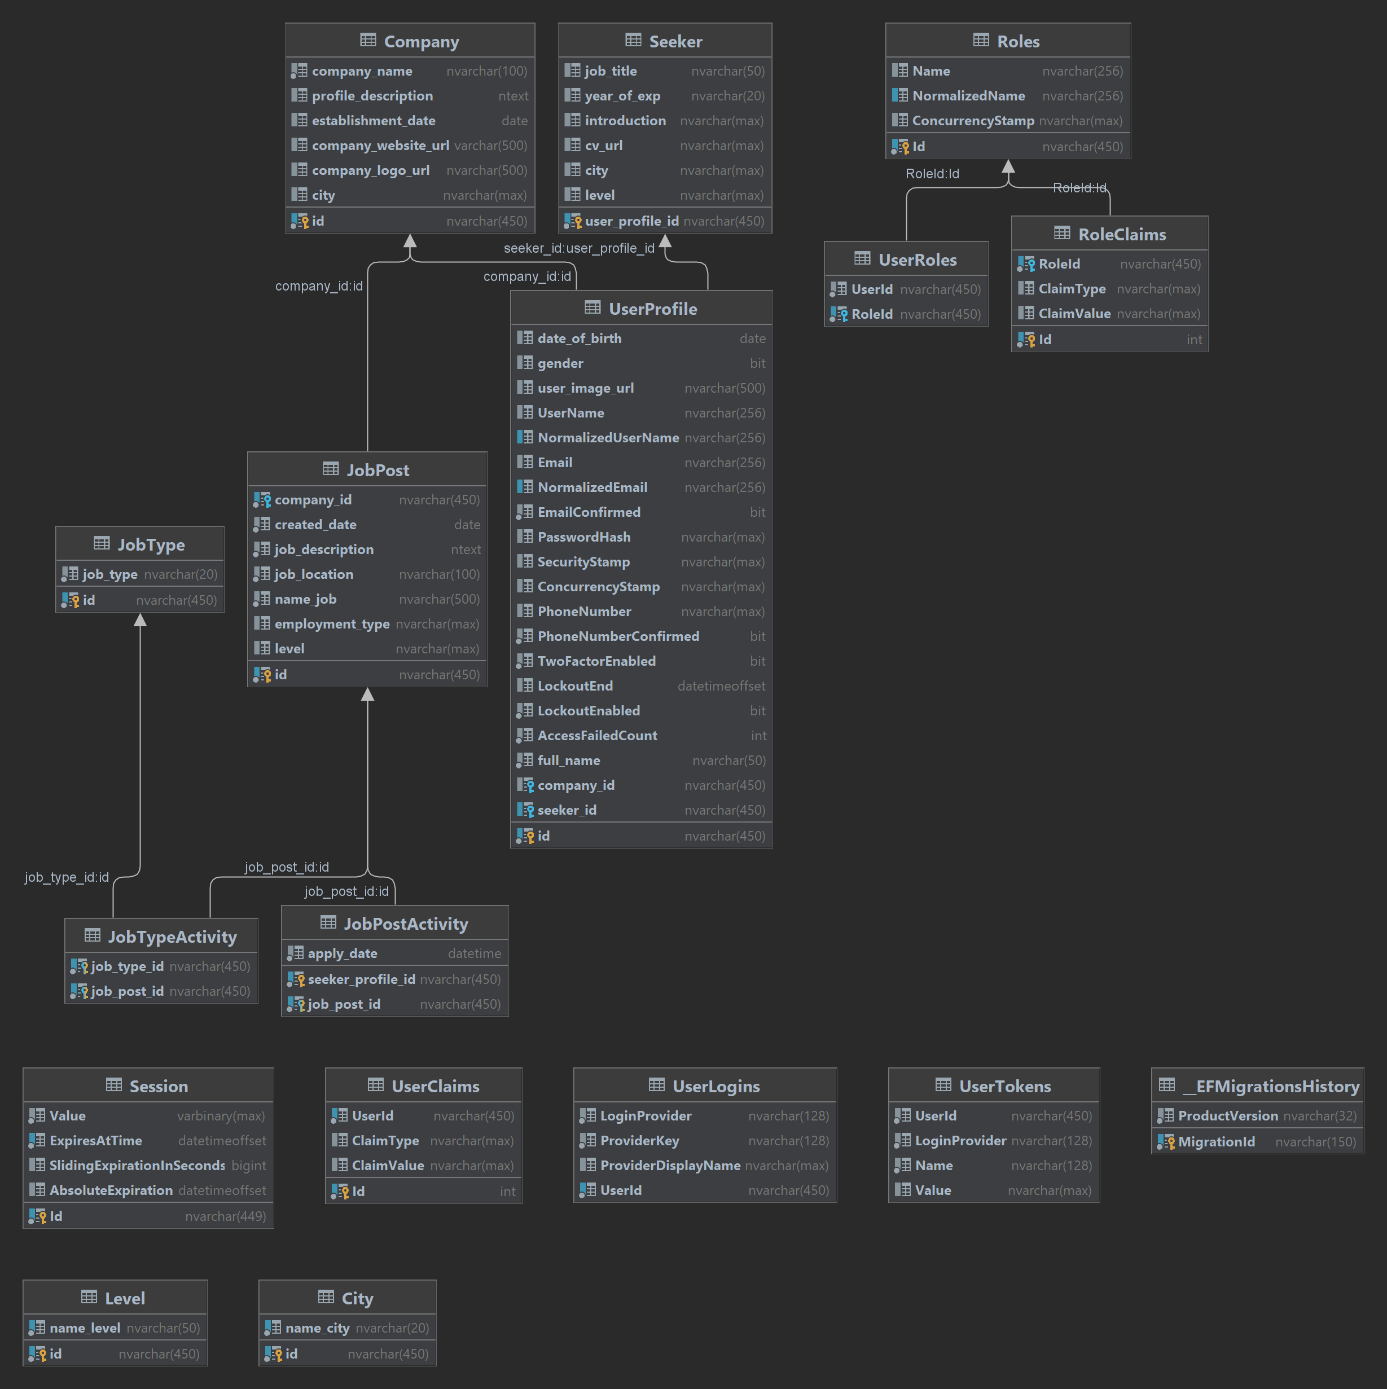 Company
company_name nvarchar(100)
profile_description ntext
establishment_date date
company_website_url varchar(500)
company_logo_url nvarchar(500)
city nvarchar(max)
id nvarchar(450)
Seeker
job_title nvarchar(50)
year_of_exp nvarchar(20)
introduction nvarchar(max)
cv_url nvarchar(max)
city nvarchar(max)
level nvarchar(max)
user_profile_id nvarchar(450)
Roles
Name nvarchar(256)
NormalizedName nvarchar(256)
ConcurrencyStamp nvarchar(max)
Id nvarchar(450)
RoleId:Id
RoleId:Id
seeker_id:user_profile_id
company_id:id
company_id:id
UserRoles
UserId nvarchar(450)
RoleId nvarchar(450)
RoleClaims
RoleId nvarchar(450)
ClaimType nvarchar(max)
ClaimValue nvarchar(max)
Id int
UserProfile
date_of_birth date
gender bit
user_image_url nvarchar(500)
UserName nvarchar(256)
NormalizedUserName nvarchar(256)
Email nvarchar(256)
NormalizedEmail nvarchar(256)
EmailConfirmed bit
PasswordHash nvarchar(max)
SecurityStamp nvarchar(max)
ConcurrencyStamp nvarchar(max)
PhoneNumber nvarchar(max)
PhoneNumberConfirmed bit
TwoFactorEnabled bit
LockoutEnd datetimeoffset
LockoutEnabled bit
AccessFailedCount int
full_name nvarchar(50)
company_id nvarchar(450)
seeker_id nvarchar(450)
id nvarchar(450)
JobPost
company_id nvarchar(450)
created_date date
job_description ntext
job_location nvarchar(100)
name_job nvarchar(500)
employment_type nvarchar(max)
level nvarchar(max)
id nvarchar(450)
JobType
job_type nvarchar(20)
id nvarchar(450)
job_type_id:id
job_post_id:id
job_post_id:id
JobTypeActivity
job_type_id nvarchar(450)
job_post_id nvarchar(450)
JobPostActivity
apply_date datetime
seeker_profile_id nvarchar(450)
job_post_id nvarchar(450)
Session
Value varbinary(max)
ExpiresAtTime datetimeoffset
SlidingExpirationInSeconds bigint
AbsoluteExpiration datetimeoffset
Id nvarchar(449)
UserClaims
UserId nvarchar(450)
ClaimType nvarchar(max)
ClaimValue nvarchar(max)
Id int
UserLogins
LoginProvider nvarchar(128)
ProviderKey nvarchar(128)
ProviderDisplayName nvarchar(max)
UserId nvarchar(450)
UserTokens
UserId nvarchar(450)
LoginProvider nvarchar(128)
Name nvarchar(128)
Value nvarchar(max)
__EFMigrationsHistory
ProductVersion nvarchar(32)
MigrationId nvarchar(150)
Level
name_level nvarchar(50)
id nvarchar(450)
City
name_city nvarchar(20)
id nvarchar(450)